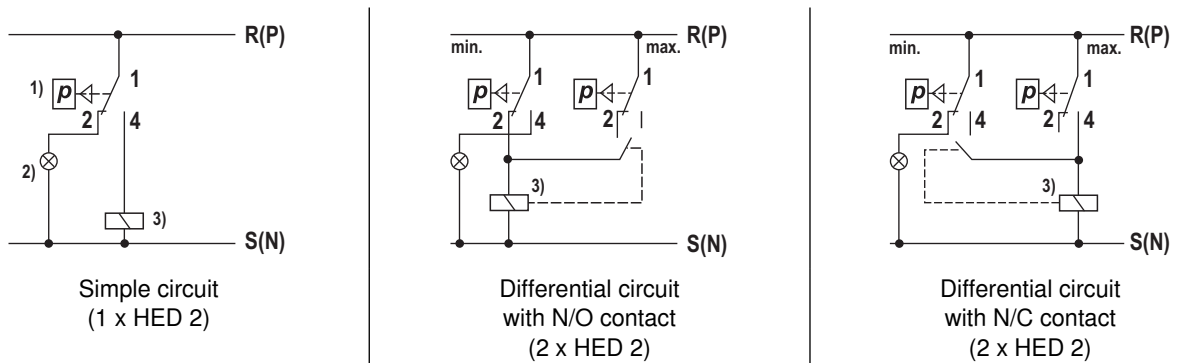 R(P)
1)
p
1
2
4
2)
3)
S(N)
Simple circuit
(1 x HED 2)
min.
max.
R(P)
p
1
p
1
2
4
2
3)
S(N)
Differential circuit
with N/O contact
(2 x HED 2)
min.
max.
R(P)
p
1
p
1
2
4
2
4
3)
S(N)
Differential circuit
with N/C contact
(2 x HED 2)